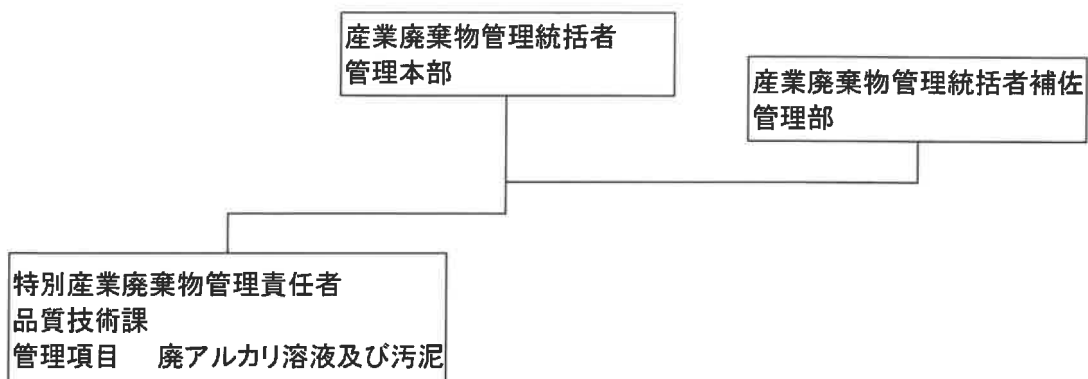 産業廃棄物管理統括者
管理本部
産業廃棄物管理統括者補佐
管理部
特別産業廃棄物管理責任者
品質技術課
管理項目　廃アルカリ溶液及び汚泥